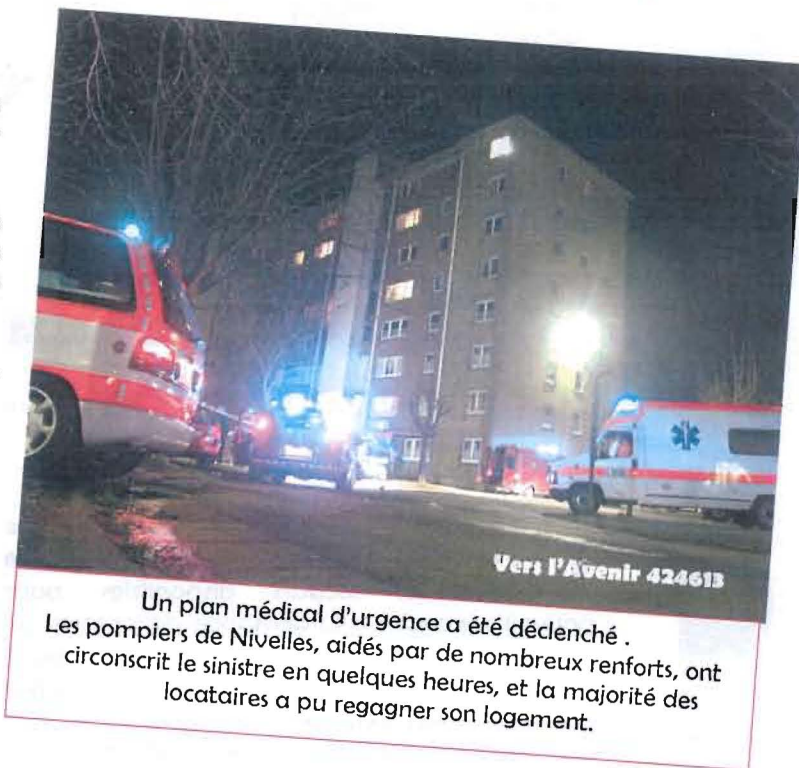 Vers l'Avenir 424613
Un plan médical d'urgence a été déclenché .
Les pompiers de Nivelles, aidés par de nombreux renforts, ont
circonscrit le sinistre en quelques heures, et la majorité des
locataires a pu regagner son logement.